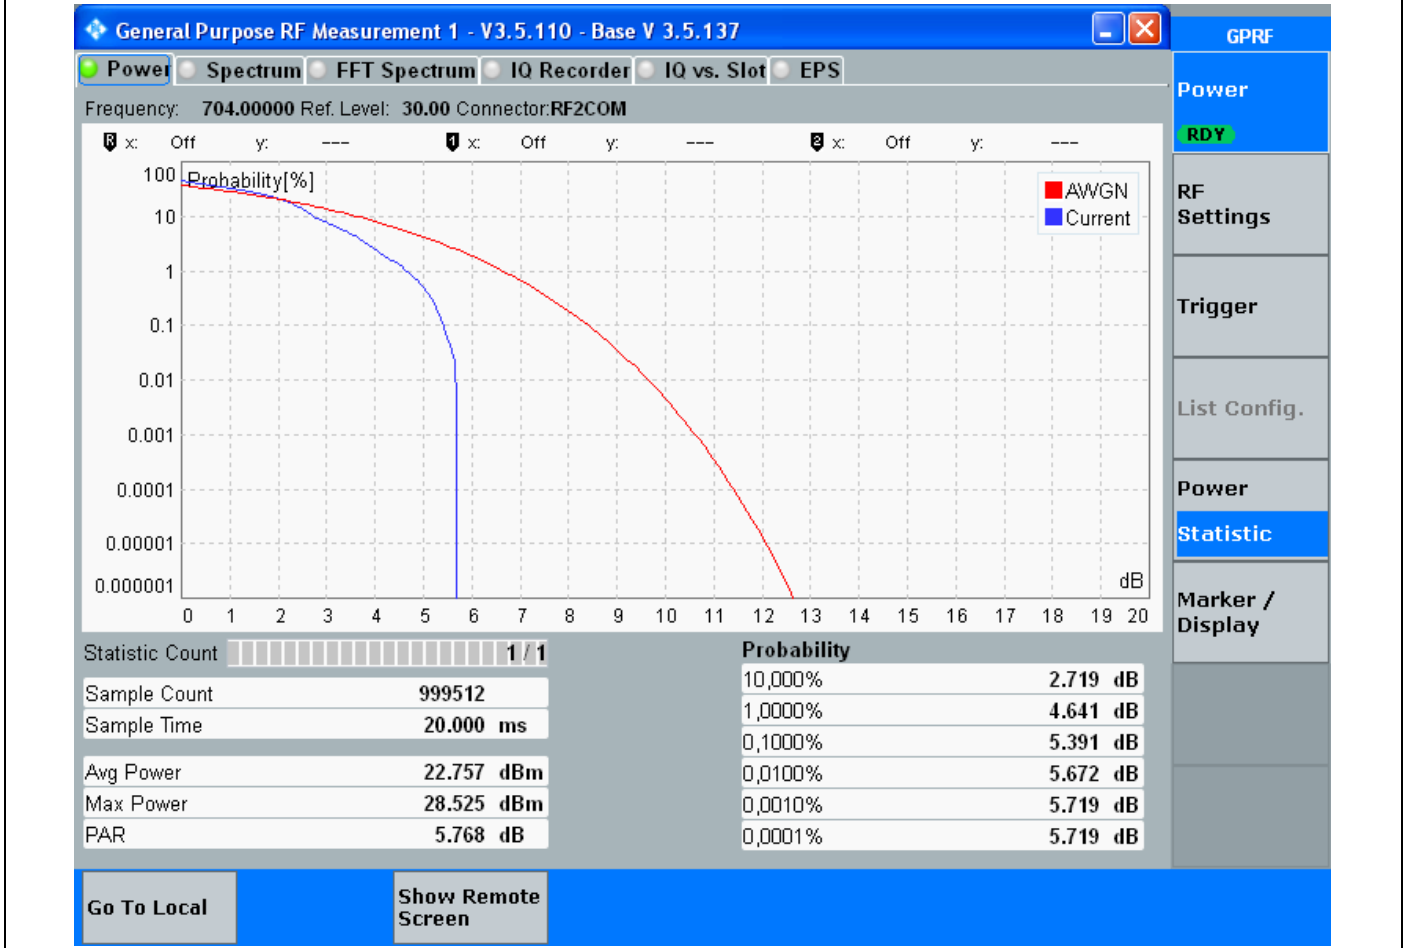 General Purpose RF Measurement 1 - V3.5.110 - Base V 3.5.137
GPRF
Power Spectrum FFT Spectrum IQ Recorder IQ vs. Slot EPS
Frequency: 704.00000 Ref. Level: 30.00 Connector:RF2COM
R x: Off y: --- 1 x: Off y: --- 2 x: Off y: ---
Probability[%]
100
10
1
0.1
0.01
0.001
0.0001
0.00001
0.000001
AWGN
Current
dB
0 1 2 3 4 5 6 7 8 9 10 11 12 13 14 15 16 17 18 19 20
Statistic Count 1 / 1
Sample Count 999512
Sample Time 20.000 ms
Avg Power 22.757 dBm
Max Power 28.525 dBm
PAR 5.768 dB
Probability
10,000% 2.719 dB
1,0000% 4.641 dB
0,1000% 5.391 dB
0,0100% 5.672 dB
0,0010% 5.719 dB
0,0001% 5.719 dB
Power
RDY
RF
Settings
Trigger
List Config.
Power
Statistic
Marker /
Display
Go To Local
Show Remote
Screen